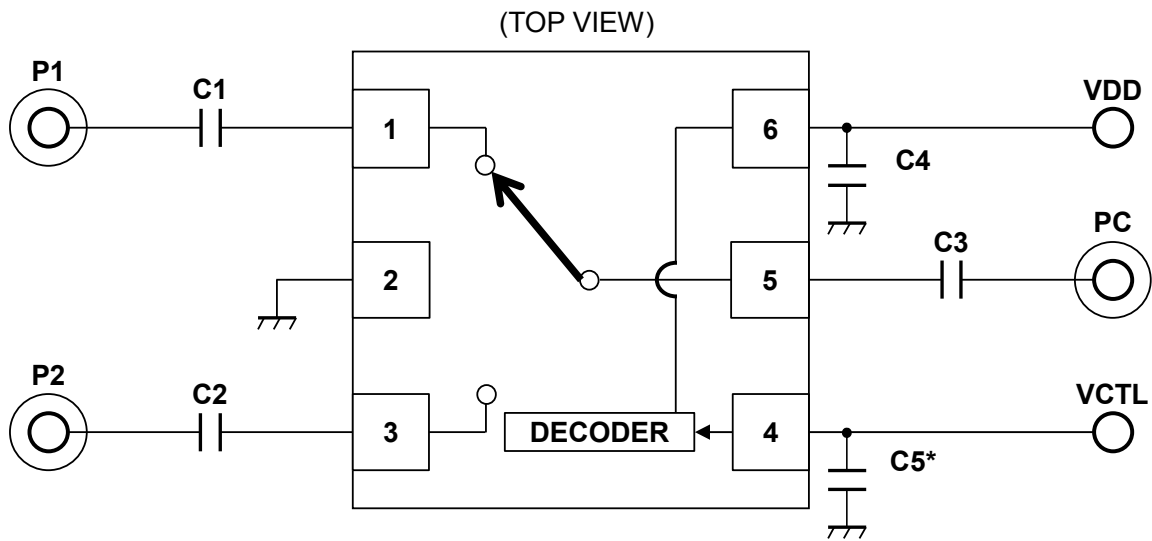 (TOP VIEW)
P1
C1
VDD
1
6
C4
PC
C3
2
5
P2
C2
VCTL
3
DECODER
4
C5*